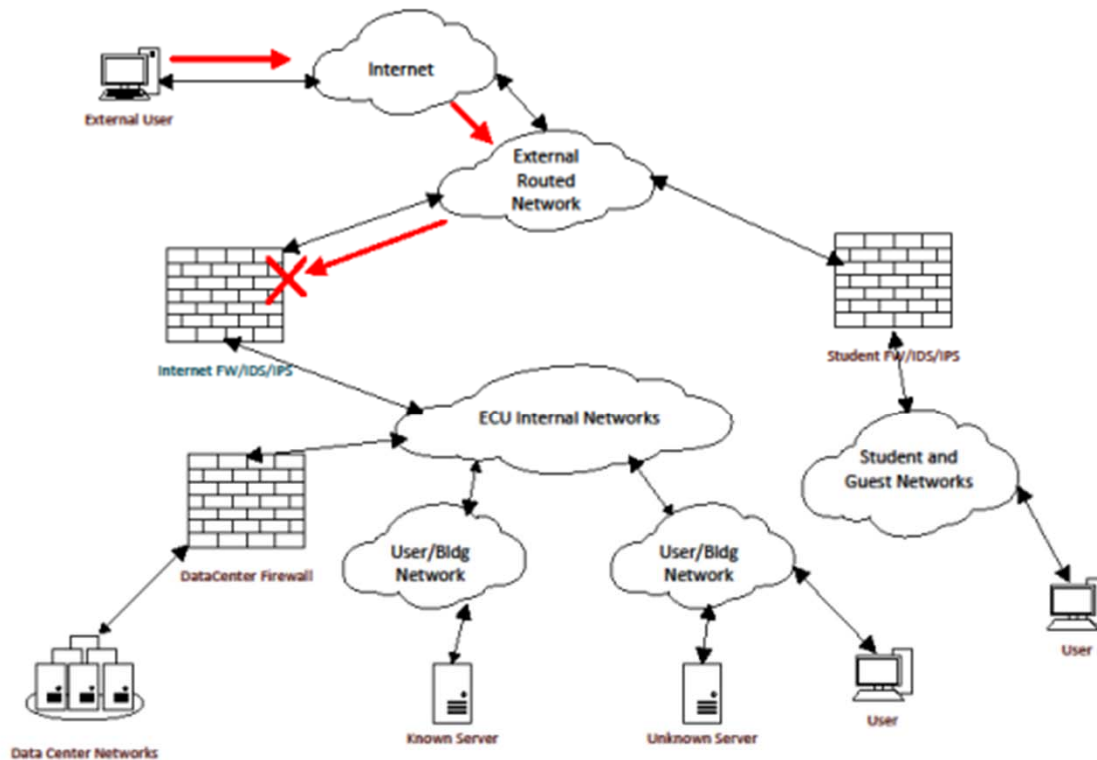 Internet
External User
External
Routed
Network
Internet FW/IDS/IPS
Student FW/IDS/IPS
ECU Internal Networks
Student and
Guest Networks
User/Bldg
Network
User/Bldg
Network
DataCenter Firewall
User
Data Center Networks
Known Server
Unknown Server
User